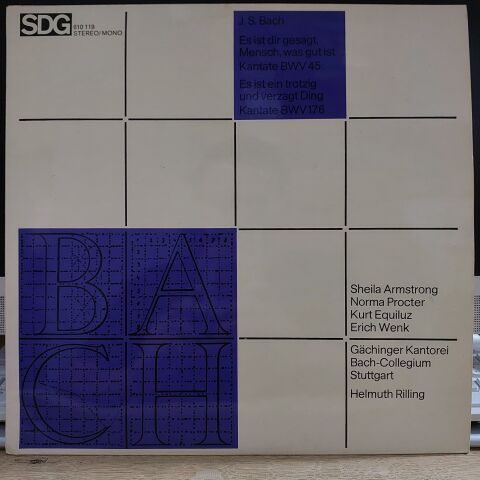 SDG 610 119
STEREO/MONO
J. S. Bach
Es ist dir gesagt,
Mensch, was gut ist
Kantate BWV 45
Es ist ein trotzig
und verzagt Ding
Kantate BWV 176
BA
CH
Sheila Armstrong
Norma Procter
Kurt Equiluz
Erich Wenk
Gächinger Kantorei
Bach-Collegium
Stuttgart
Helmuth Rilling